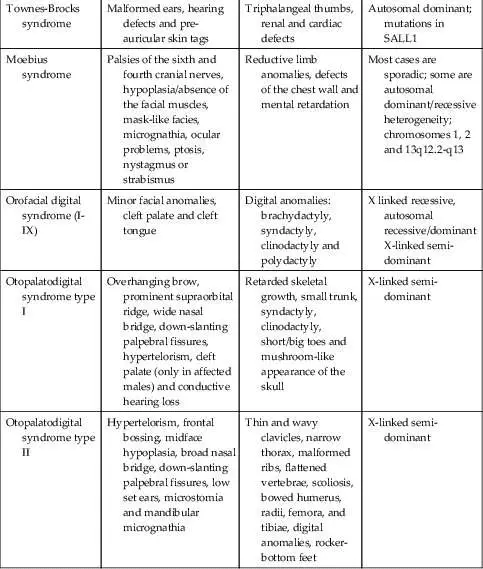 Townes-Brocks
syndrome
Malformed ears, hearing
defects and pre-
auricular skin tags
Triphalangeal thumbs,
renal and cardiac
defects
Autosomal dominant;
mutations in
SALL1
Moebius
syndrome
Palsies of the sixth and
fourth cranial nerves,
hypoplasia/absence of
the facial muscles,
mask-like facies,
micrognathia, ocular
problems, ptosis,
nystagmus or
strabismus
Reductive limb
anomalies, defects
of the chest wall and
mental retardation
Most cases are
sporadic; some are
autosomal
dominant/recessive
heterogeneity;
chromosomes 1, 2
and 13q12.2-q13
Orofacial digital
syndrome (I-
IX)
Minor facial anomalies,
cleft palate and cleft
tongue
Digital anomalies:
brachydactyly,
syndactyly,
clinodactyly and
polydactyly
X linked recessive,
autosomal
recessive/dominant
X-linked semi-
dominant
Otopalatodigital
syndrome type
I
Overhanging brow,
prominent supraorbital
ridge, wide nasal
bridge, down-slanting
palpebral fissures,
hypertelorism, cleft
palate (only in affected
males) and conductive
hearing loss
Retarded skeletal
growth, small trunk,
syndactyly,
clinodactyly,
short/big toes and
mushroom-like
appearance of the
skull
X-linked semi-
dominant
Otopalatodigital
syndrome type
II
Hypertelorism, frontal
bossing, midface
hypoplasia, broad nasal
bridge, down-slanting
palpebral fissures, low
set ears, microstomia
and mandibular
micrognathia
Thin and wavy
clavicles, narrow
thorax, malformed
ribs, flattened
vertebrae, scoliosis,
bowed humerus,
radii, femora, and
tibiae, digital
anomalies, rocker-
bottom feet
X-linked semi-
dominant